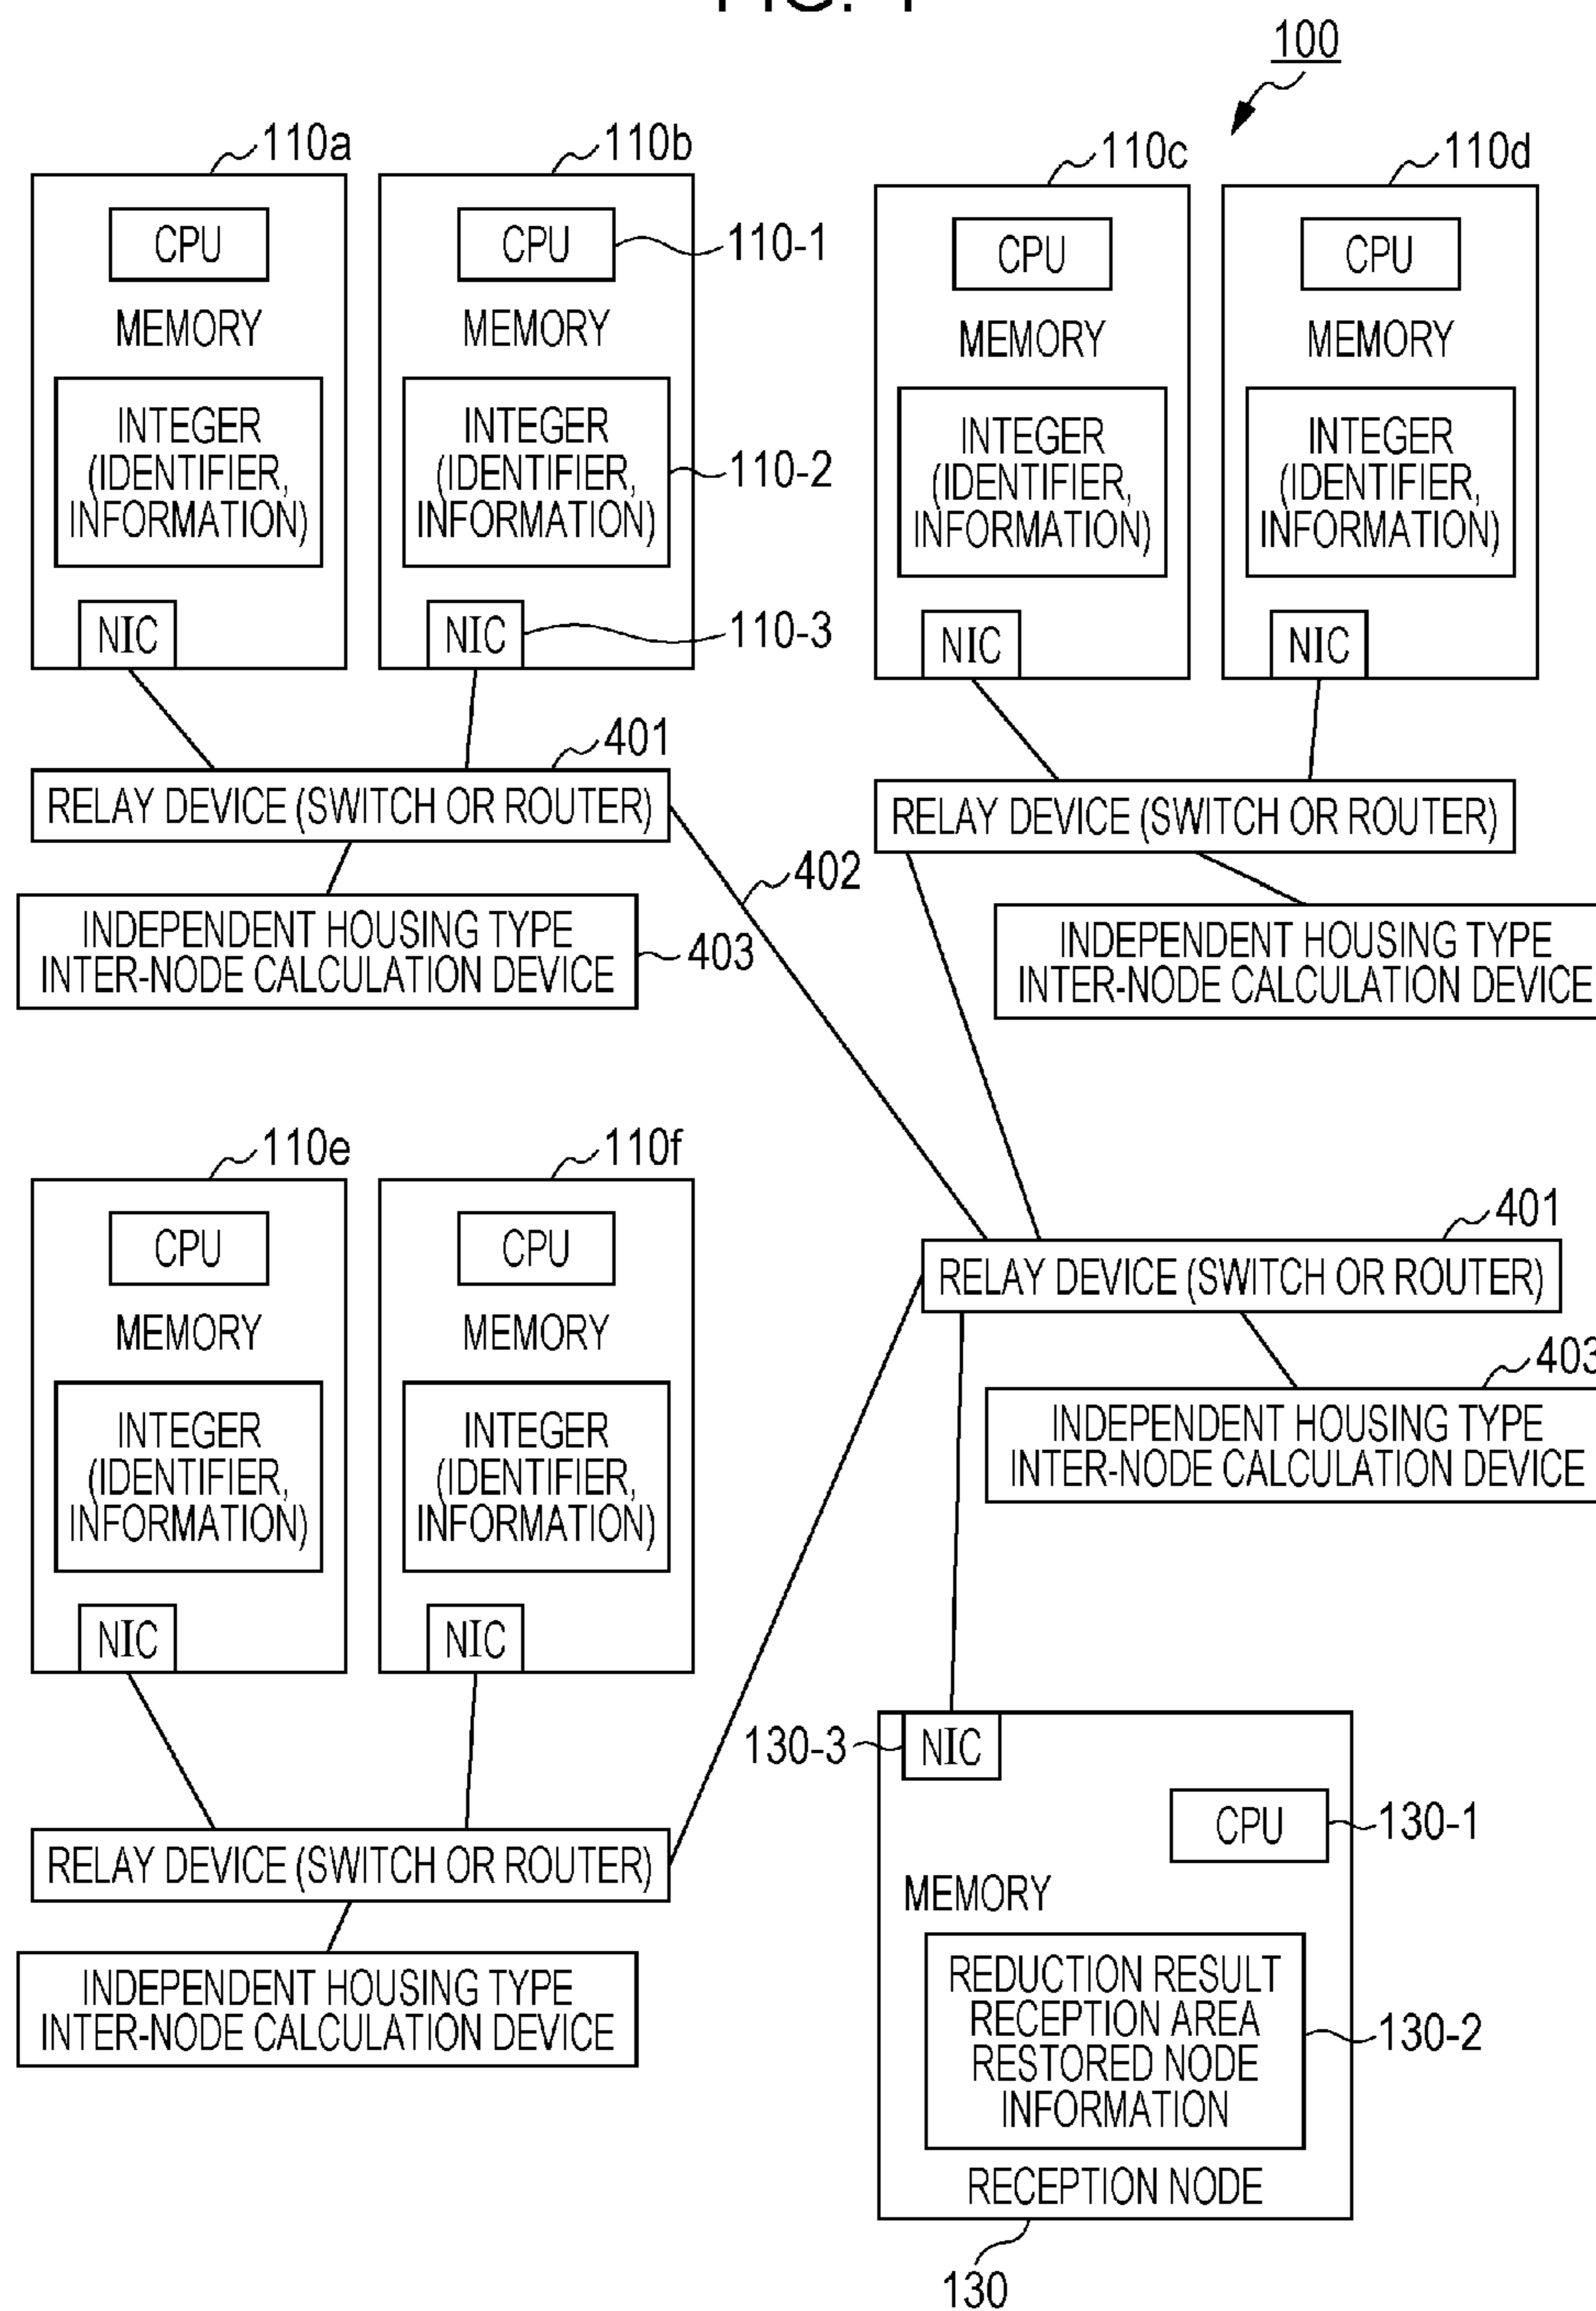 100
110a
110b
110c
110d
CPU
CPU
110-1
CPU
CPU
MEMORY
MEMORY
MEMORY
MEMORY
INTEGER
(IDENTIFIER,
INFORMATION)
INTEGER
(IDENTIFIER,
INFORMATION)
110-2
INTEGER
(IDENTIFIER,
INFORMATION)
INTEGER
(IDENTIFIER,
INFORMATION)
NIC
NIC
110-3
NIC
NIC
401
RELAY DEVICE (SWITCH OR ROUTER)
RELAY DEVICE (SWITCH OR ROUTER)
402
INDEPENDENT HOUSING TYPE
INTER-NODE CALCULATION DEVICE
403
INDEPENDENT HOUSING TYPE
INTER-NODE CALCULATION DEVICE
110e
110f
CPU
CPU
MEMORY
MEMORY
INTEGER
(IDENTIFIER,
INFORMATION)
INTEGER
(IDENTIFIER,
INFORMATION)
NIC
NIC
401
RELAY DEVICE (SWITCH OR ROUTER)
403
INDEPENDENT HOUSING TYPE
INTER-NODE CALCULATION DEVICE
RELAY DEVICE (SWITCH OR ROUTER)
INDEPENDENT HOUSING TYPE
INTER-NODE CALCULATION DEVICE
130-3
NIC
CPU
130-1
MEMORY
REDUCTION RESULT
RECEPTION AREA
RESTORED NODE
INFORMATION
130-2
RECEPTION NODE
130